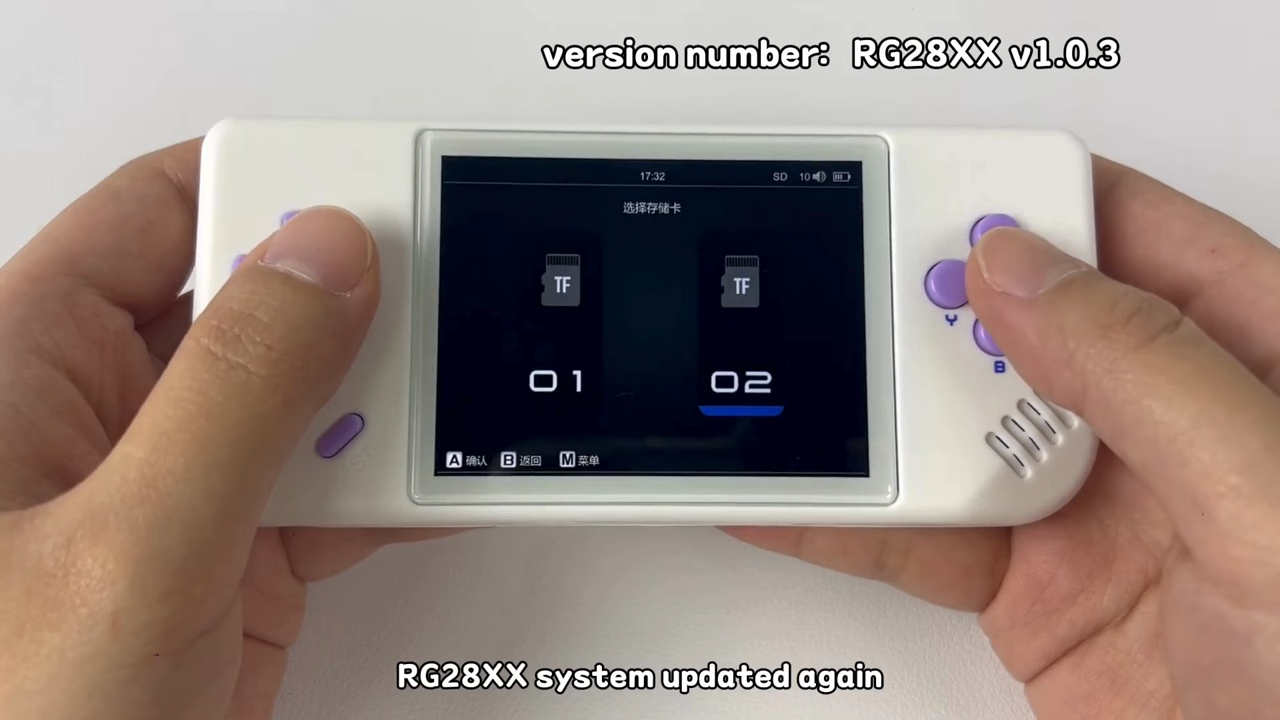 version number: RG28XX v1.0.3
17:32 SD 10
选择存储卡
TF TF
01 02
A 确认 B 返回 M 菜单
Y
B
RG28XX system updated again